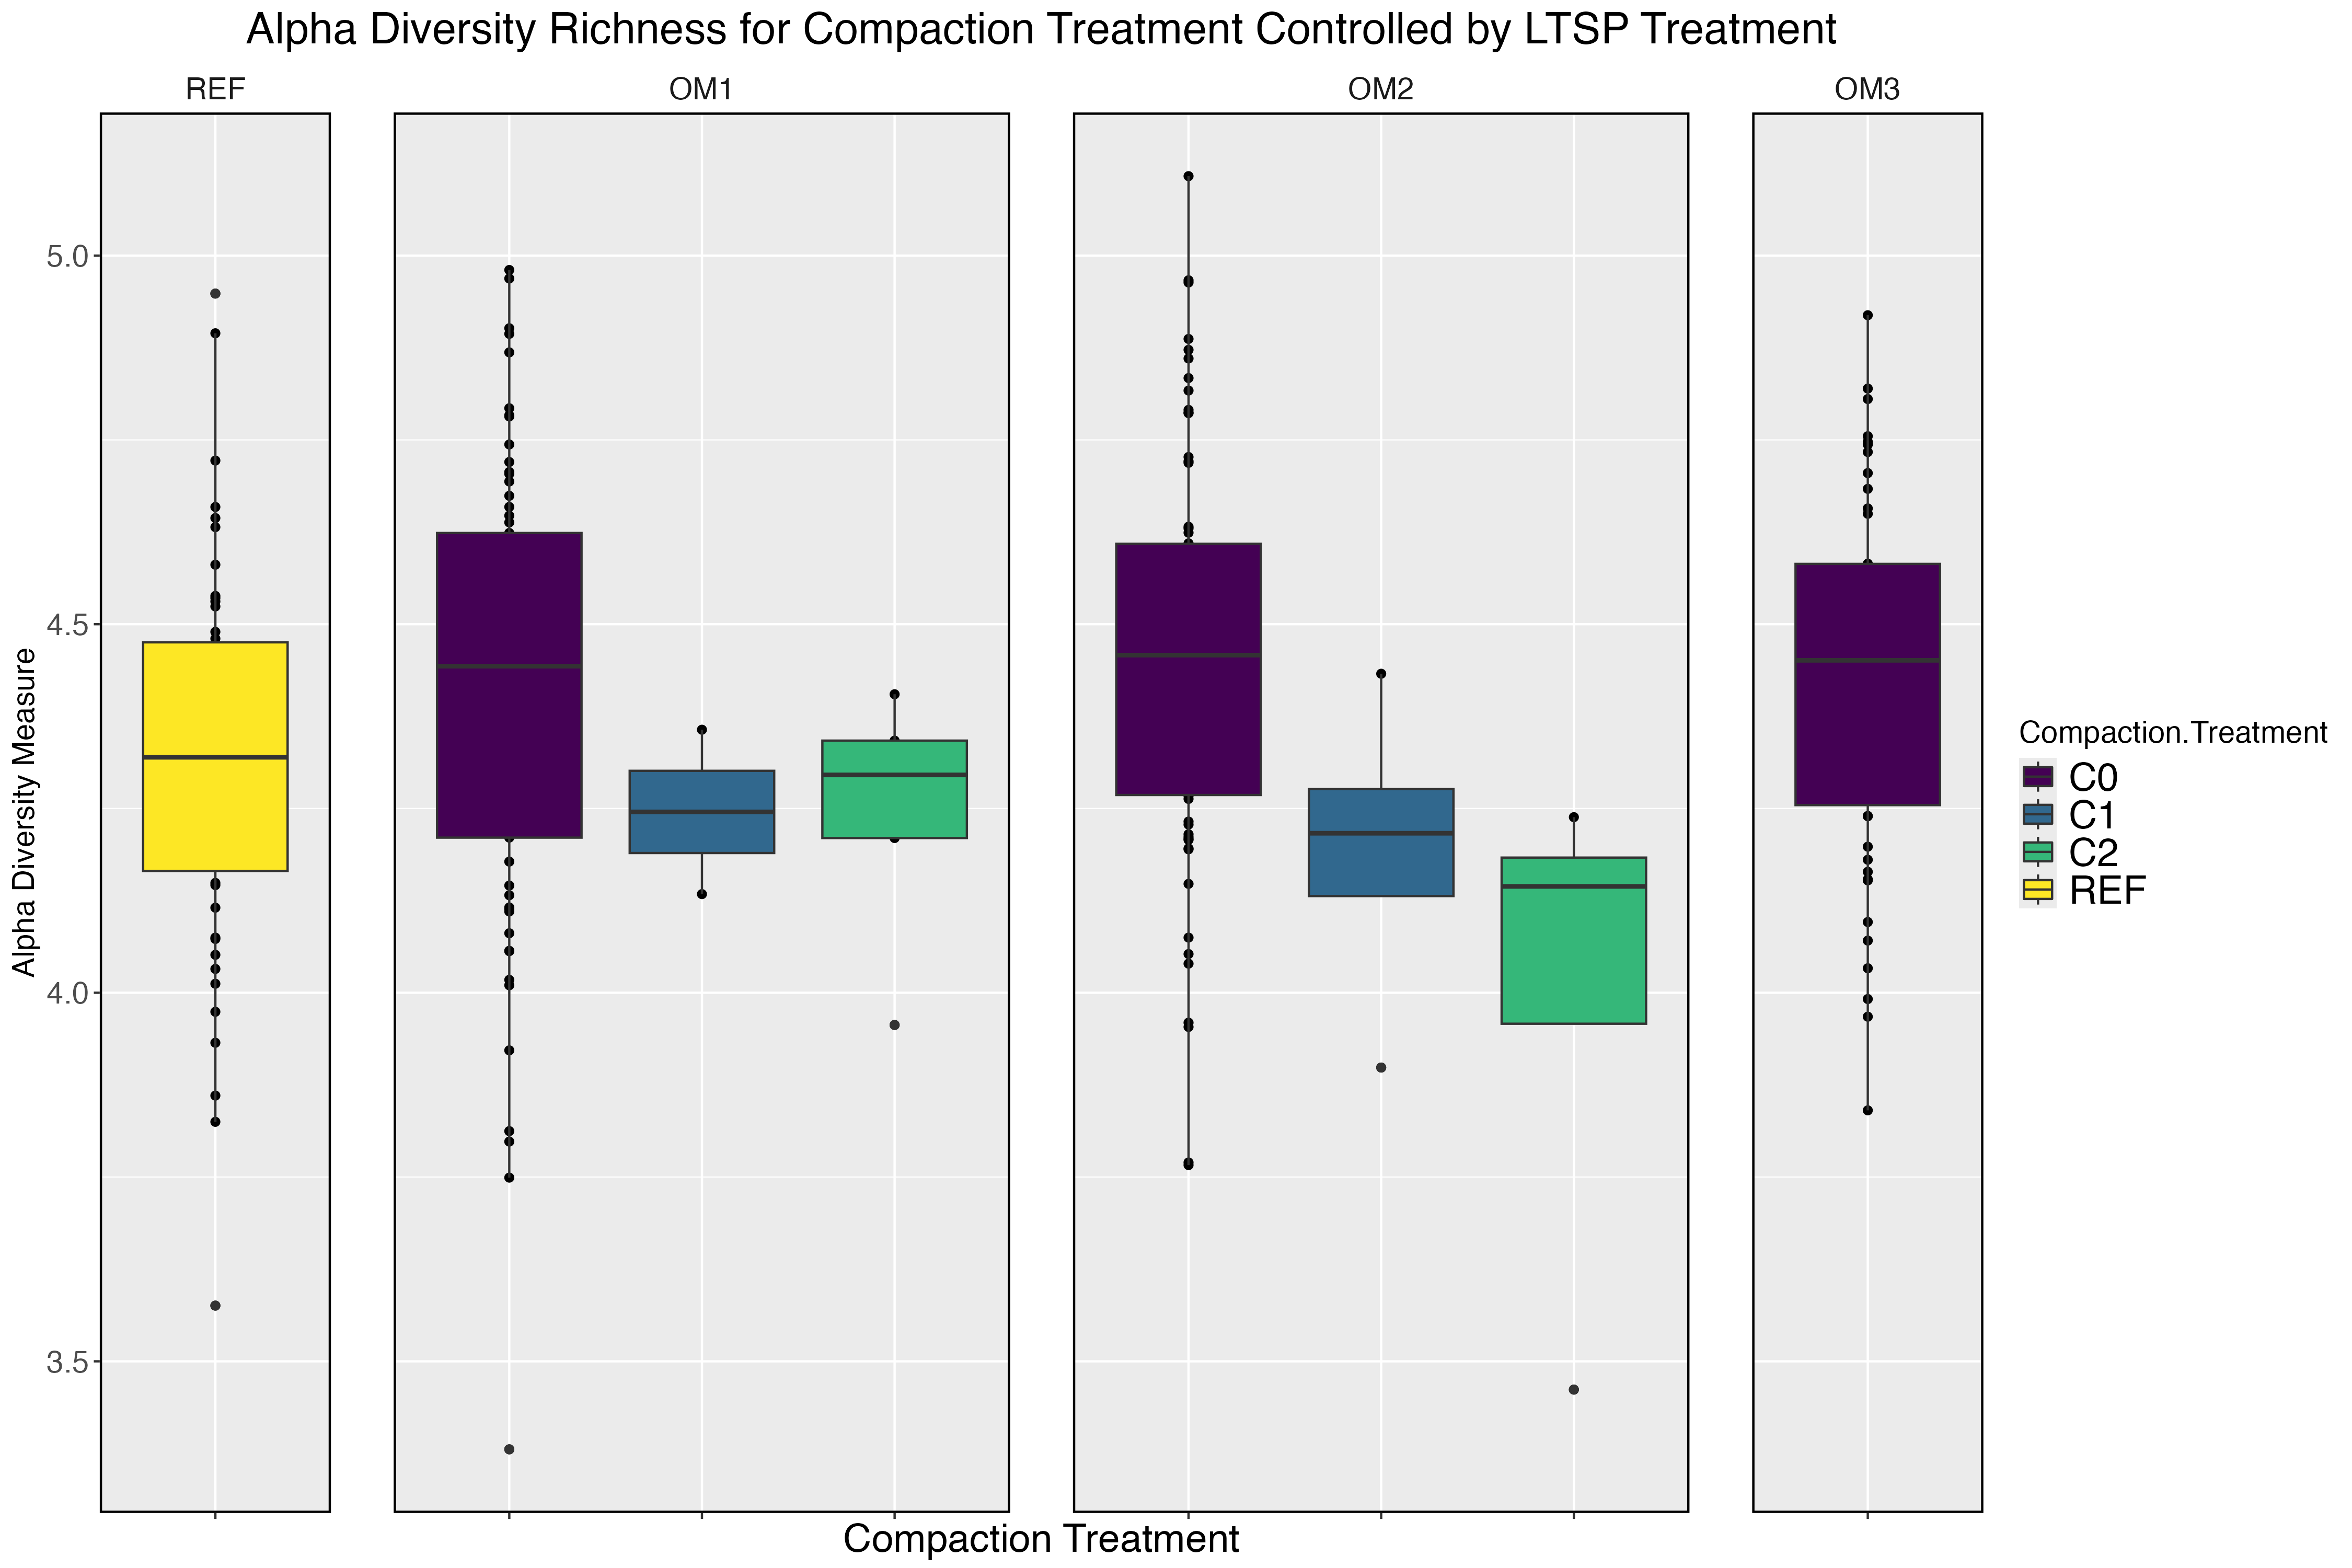 Alpha Diversity Richness for Compaction Treatment Controlled by LTSP Treatment
REF
OM1
OM2
OM3
Alpha Diversity Measure
5.0
4.5
4.0
3.5
Compaction Treatment
Compaction.Treatment
C0
C1
C2
REF